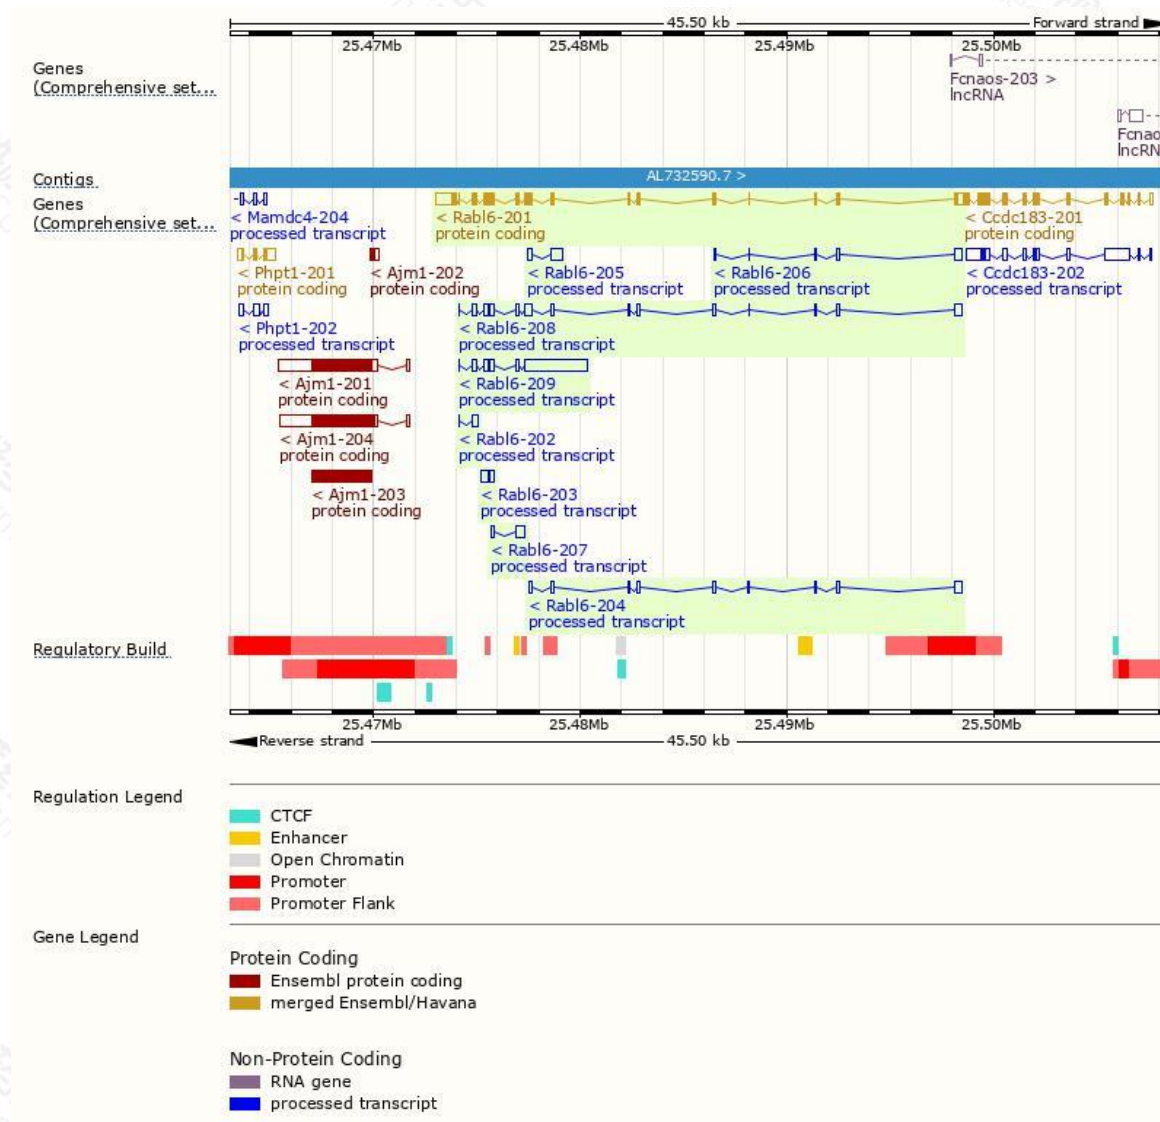 45.50 kb Forward strand
25.47Mb 25.48Mb 25.49Mb 25.50Mb
Genes
(Comprehensive set...
Fcnaos-203 >
lncRNA
Fcnao
lncRN
Contigs
AL732590.7 >
Genes
(Comprehensive set...
< Mamdc4-204 < Rabl6-201 < Ccdc183-201
processed transcript protein coding protein coding
< Phpt1-201 < Ajm1-202 < Rabl6-205 < Rabl6-206 < Ccdc183-202
protein coding protein coding processed transcript processed transcript processed transcript
< Phpt1-202 < Rabl6-208
processed transcript processed transcript
< Ajm1-201 < Rabl6-209
protein coding processed transcript
< Ajm1-204 < Rabl6-202
protein coding processed transcript
< Ajm1-203 < Rabl6-203
protein coding processed transcript
< Rabl6-207
processed transcript
< Rabl6-204
processed transcript
Regulatory Build
25.47Mb 25.48Mb 25.49Mb 25.50Mb
Reverse strand 45.50 kb
Regulation Legend
CTCF
Enhancer
Open Chromatin
Promoter
Promoter Flank
Gene Legend
Protein Coding
Ensembl protein coding
merged Ensembl/Havana
Non-Protein Coding
RNA gene
processed transcript